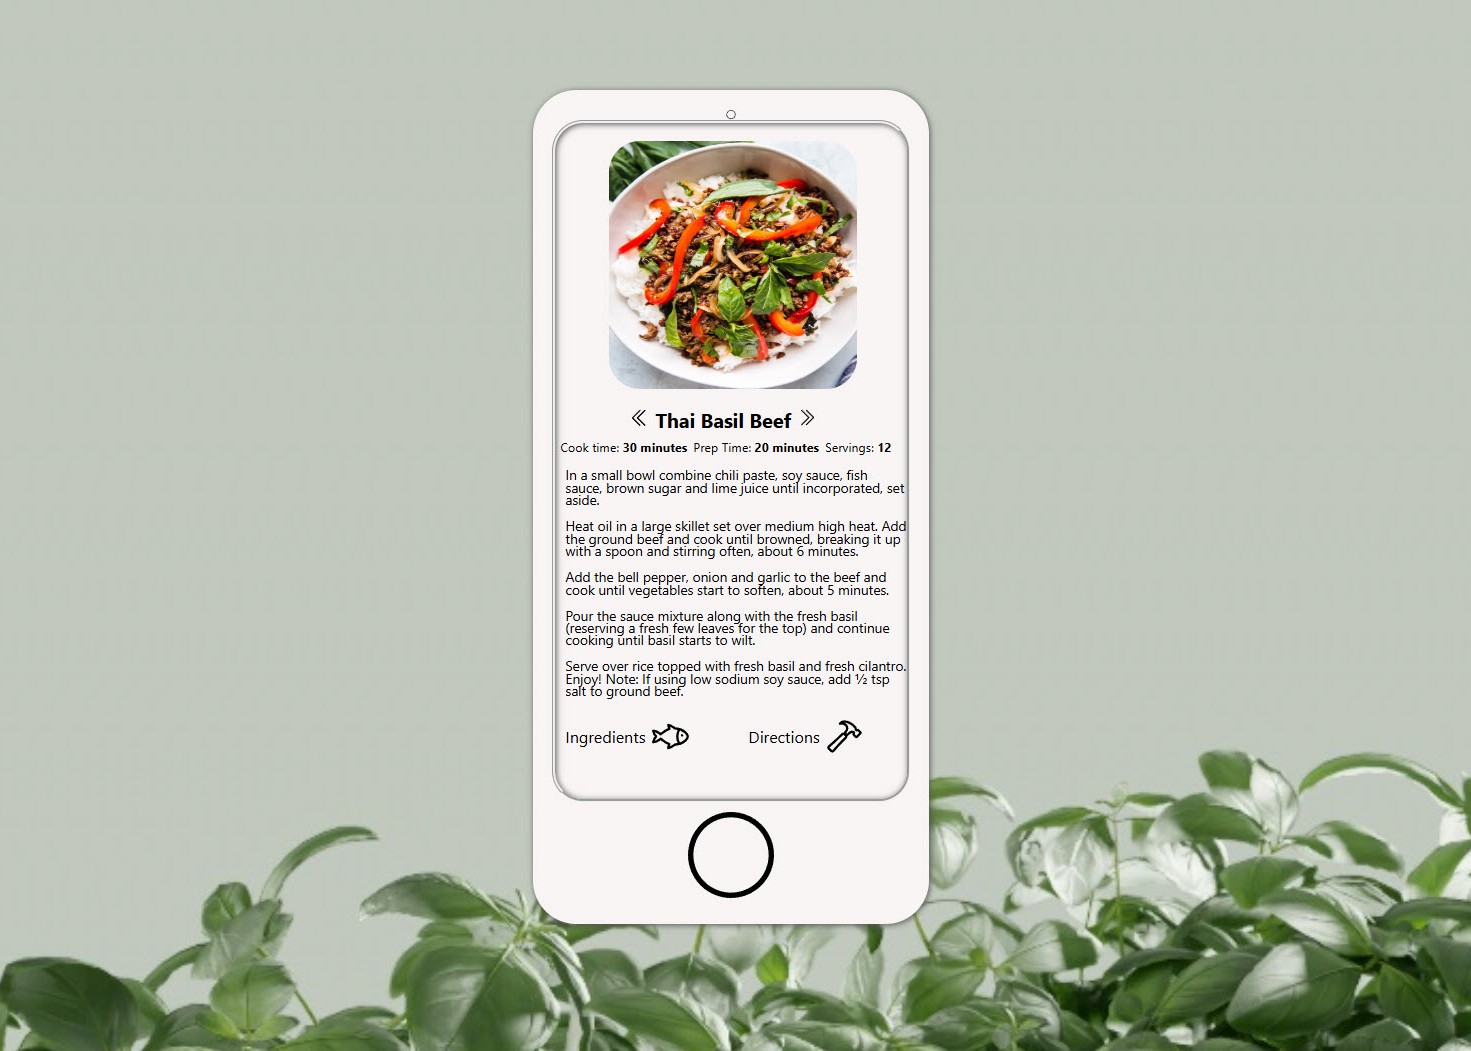 Thai Basil Beef
Cook time: 30 minutes Prep Time: 20 minutes Servings: 12
In a small bowl combine chili paste, soy sauce, fish
sauce, brown sugar and lime juice until incorporated, set
aside.
Heat oil in a large skillet set over medium high heat. Add
the ground beef and cook until browned, breaking it up
with a spoon and stirring often, about 6 minutes.
Add the bell pepper, onion and garlic to the beef and
cook until vegetables start to soften, about 5 minutes.
Pour the sauce mixture along with the fresh basil
(reserving a fresh few leaves for the top) and continue
cooking until basil starts to wilt.
Serve over rice topped with fresh basil and fresh cilantro.
Enjoy! Note: If using low sodium soy sauce, add ½ tsp
salt to ground beef.
Ingredients Directions